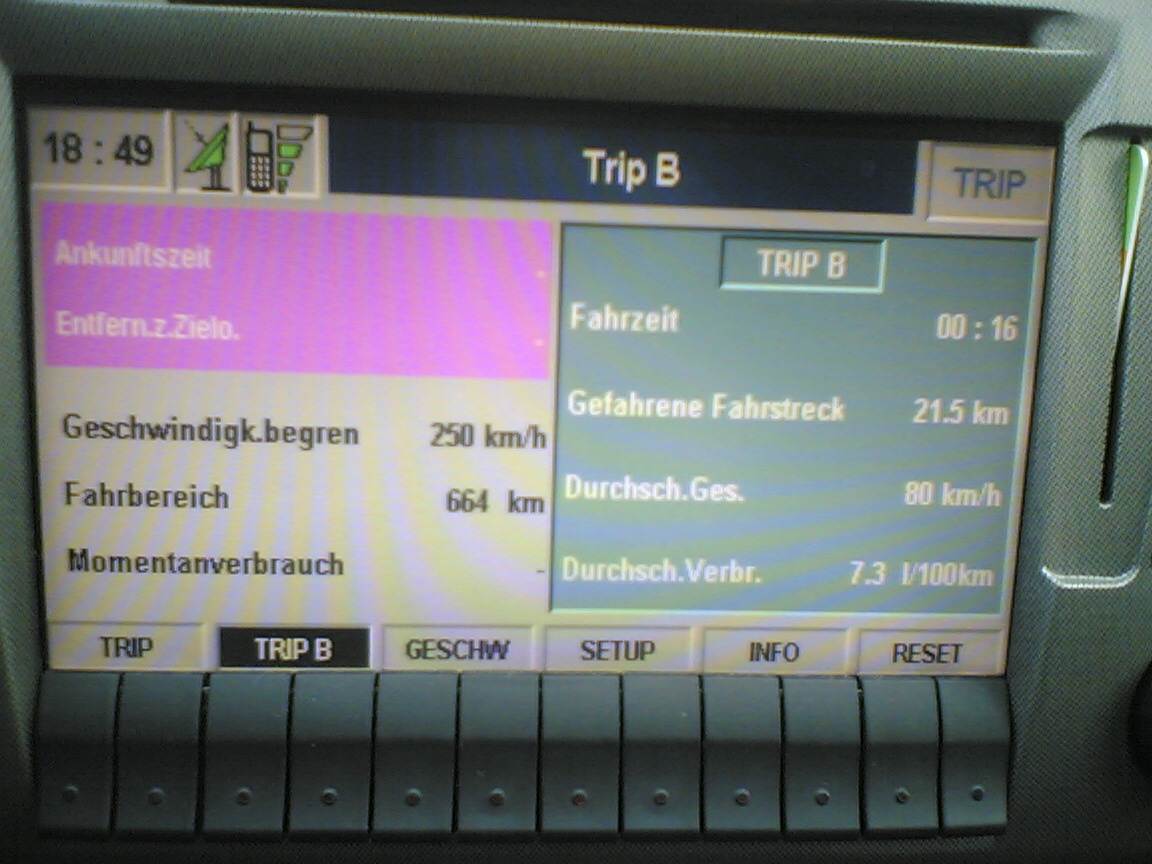 18 : 49
Trip B
TRIP
Ankunftszeit -
Entfern.z.Zielo. -
Geschwindigk.begren 250 km/h
Fahrbereich 664 km
Momentanverbrauch -
TRIP B
Fahrzeit 00 : 16
Gefahrene Fahrstreck 21.5 km
Durchsch.Ges. 80 km/h
Durchsch.Verbr. 7.3 l/100km
TRIP TRIP B GESCHW SETUP INFO RESET